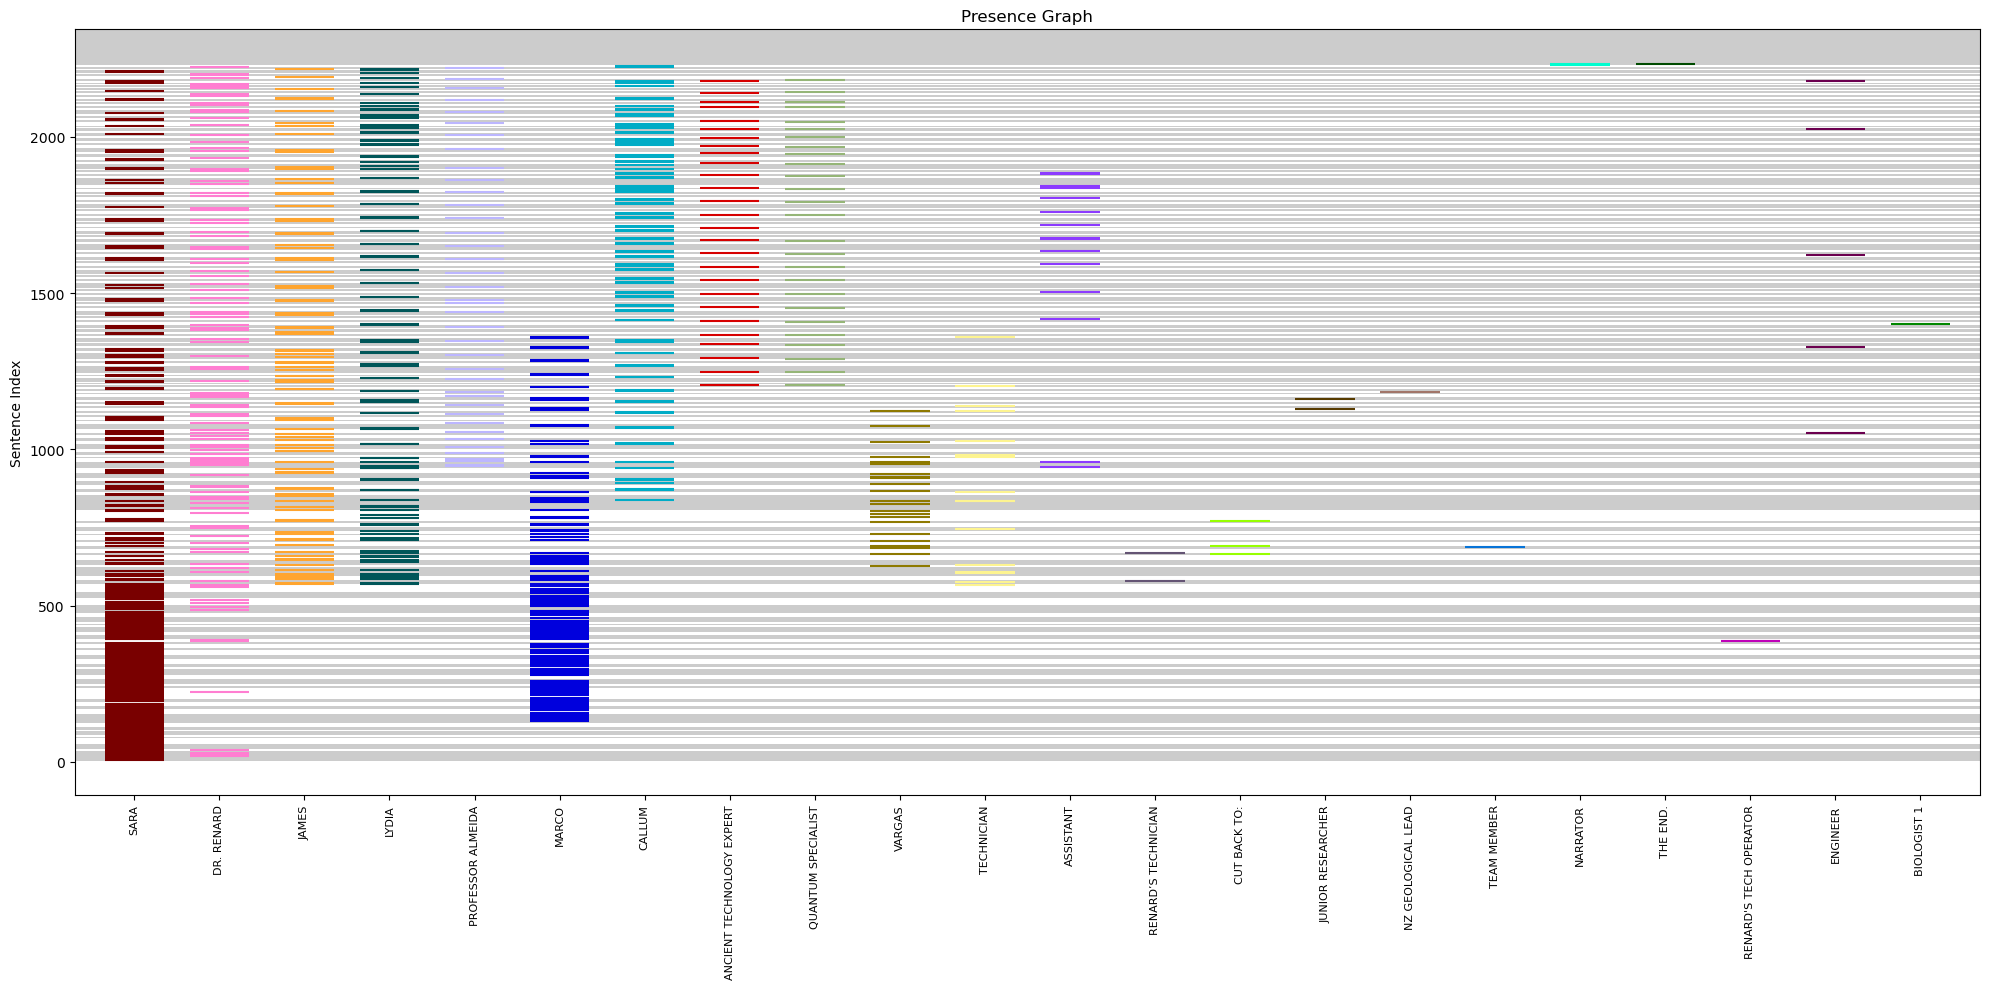 Presence Graph
2000
1500
1000
500
0
Sentence Index
SARA
DR. RENARD
JAMES
LYDIA
PROFESSOR ALMEIDA
MARCO
CALLUM
ANCIENT TECHNOLOGY EXPERT
QUANTUM SPECIALIST
VARGAS
TECHNICIAN
ASSISTANT
RENARD'S TECHNICIAN
CUT BACK TO:
JUNIOR RESEARCHER
NZ GEOLOGICAL LEAD
TEAM MEMBER
NARRATOR
THE END.
RENARD'S TECH OPERATOR
ENGINEER
BIOLOGIST 1